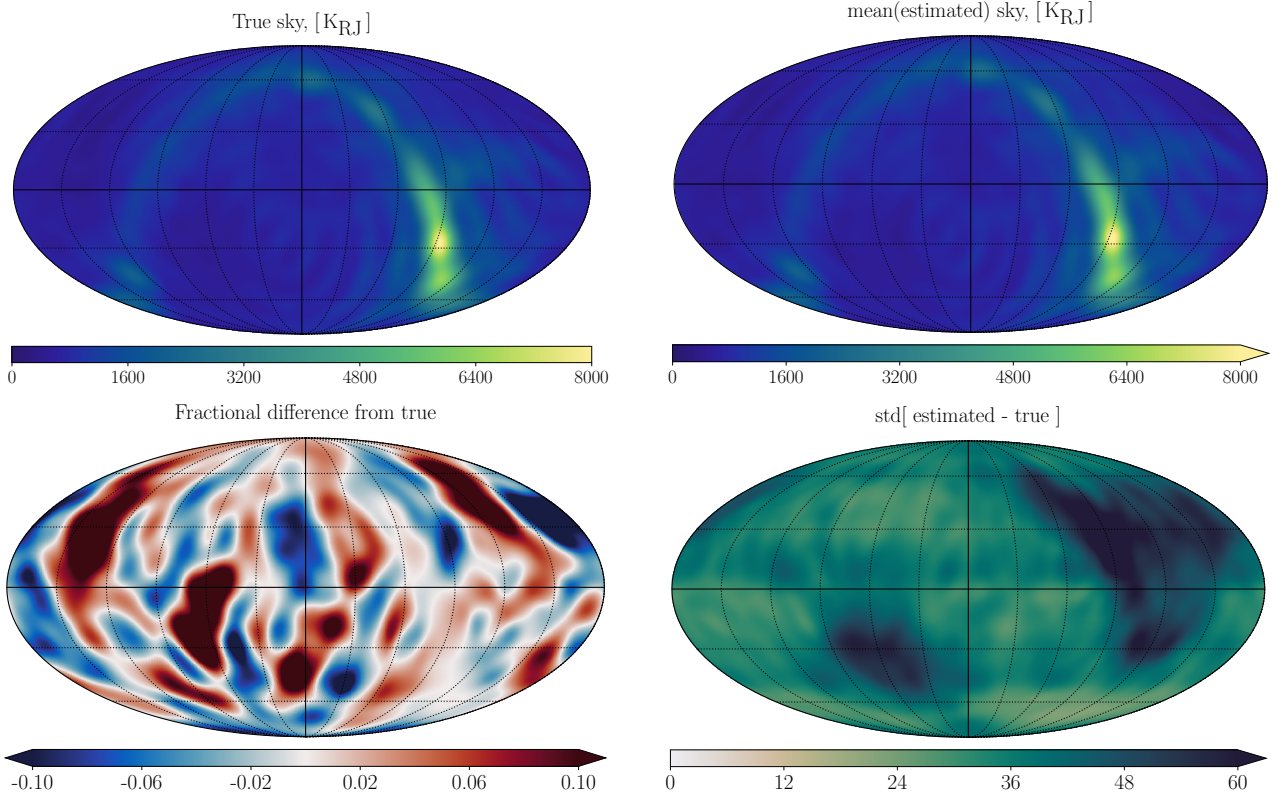 True sky, [ K_RJ ]
mean(estimated) sky, [ K_RJ ]
0 1600 3200 4800 6400 8000
0 1600 3200 4800 6400 8000
Fractional difference from true
std[ estimated - true ]
-0.10 -0.06 -0.02 0.02 0.06 0.10
0 12 24 36 48 60